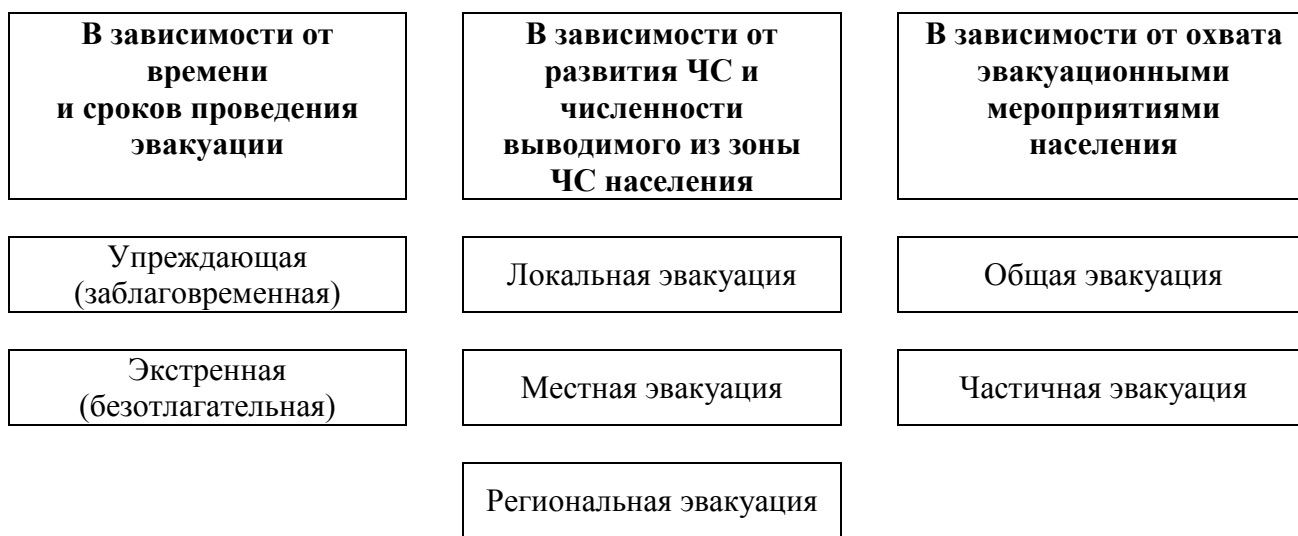 В зависимости от
времени
и сроков проведения
эвакуации
В зависимости от
развития ЧС и
численности
выводимого из зоны
ЧС населения
В зависимости от охвата
эвакуационными
мероприятиями
населения
Упреждающая
(заблаговременная)
Локальная эвакуация
Общая эвакуация
Экстренная
(безотлагательная)
Местная эвакуация
Частичная эвакуация
Региональная эвакуация